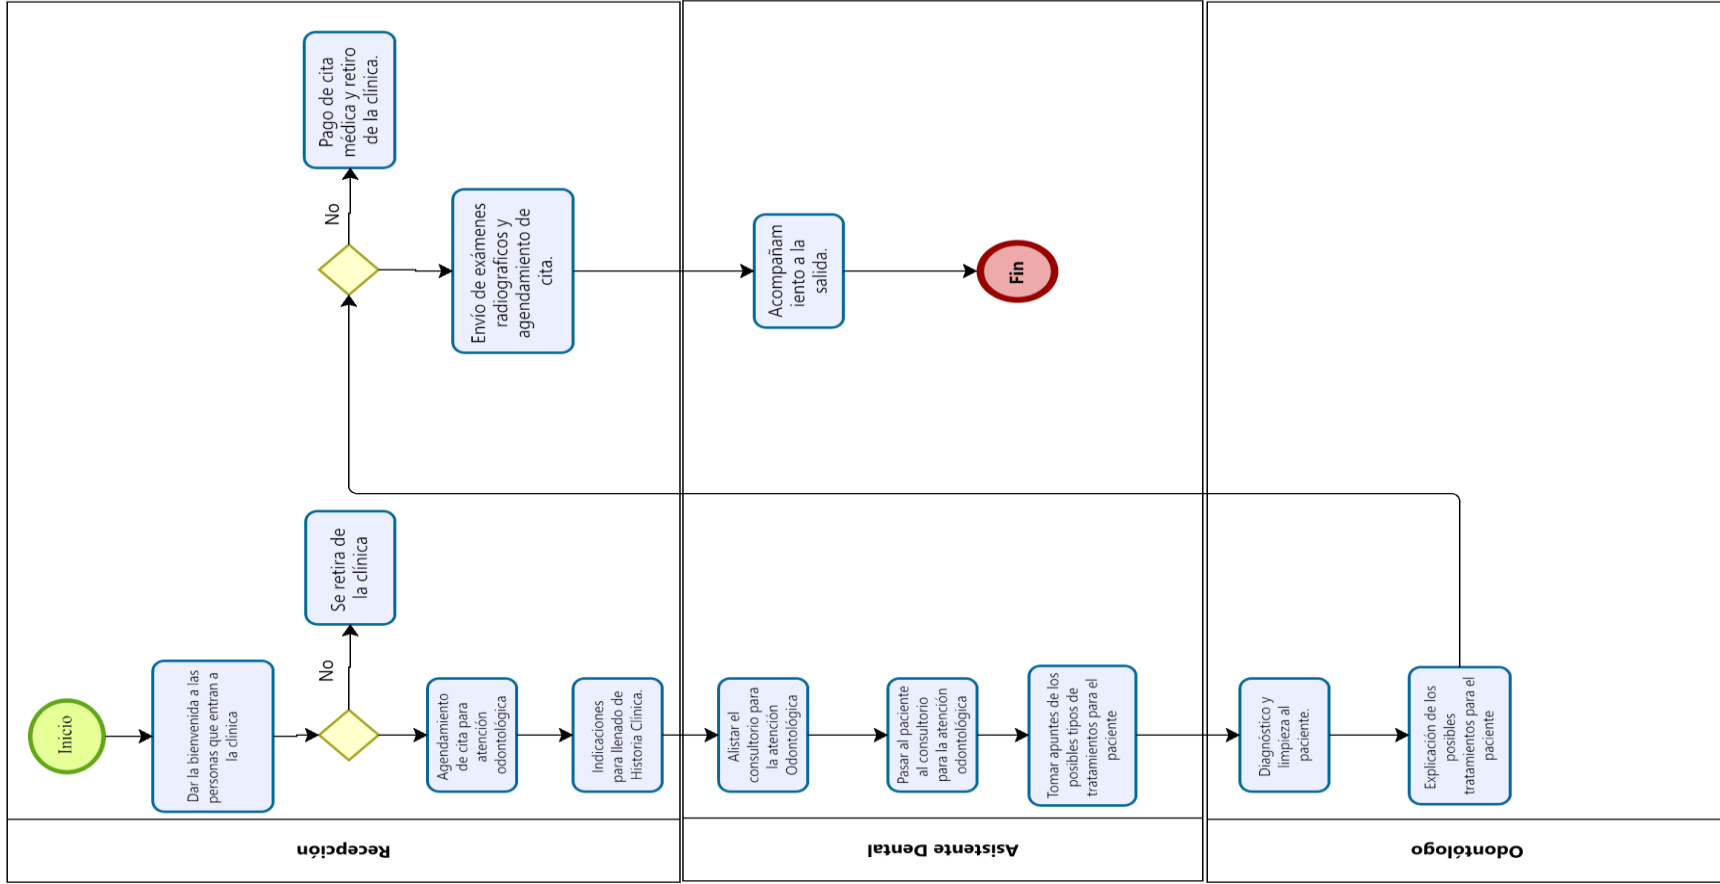 Recepción
Inicio
Dar la bienvenida a las
personas que entran a
la clínica
No
Se retira de
la clínica
Agendamiento
de cita para
atención
odontológica
Indicaciones
para llenado de
Historia Clínica.
No
Pago de cita
médica y retiro
de la clínica.
Envío de exámenes
radiograficos y
agendamiento de
cita.
Asistente Dental
Alistar el
consultorio para
la atención
Odontológica
Pasar al paciente
al consultorio
para la atención
odontológica
Tomar apuntes de los
posibles tipos de
tratamientos para el
paciente
Acompañam
iento a la
salida.
Fin
Odontólogo
Diagnóstico y
limpieza al
paciente.
Explicación de los
posibles
tratamientos para el
paciente